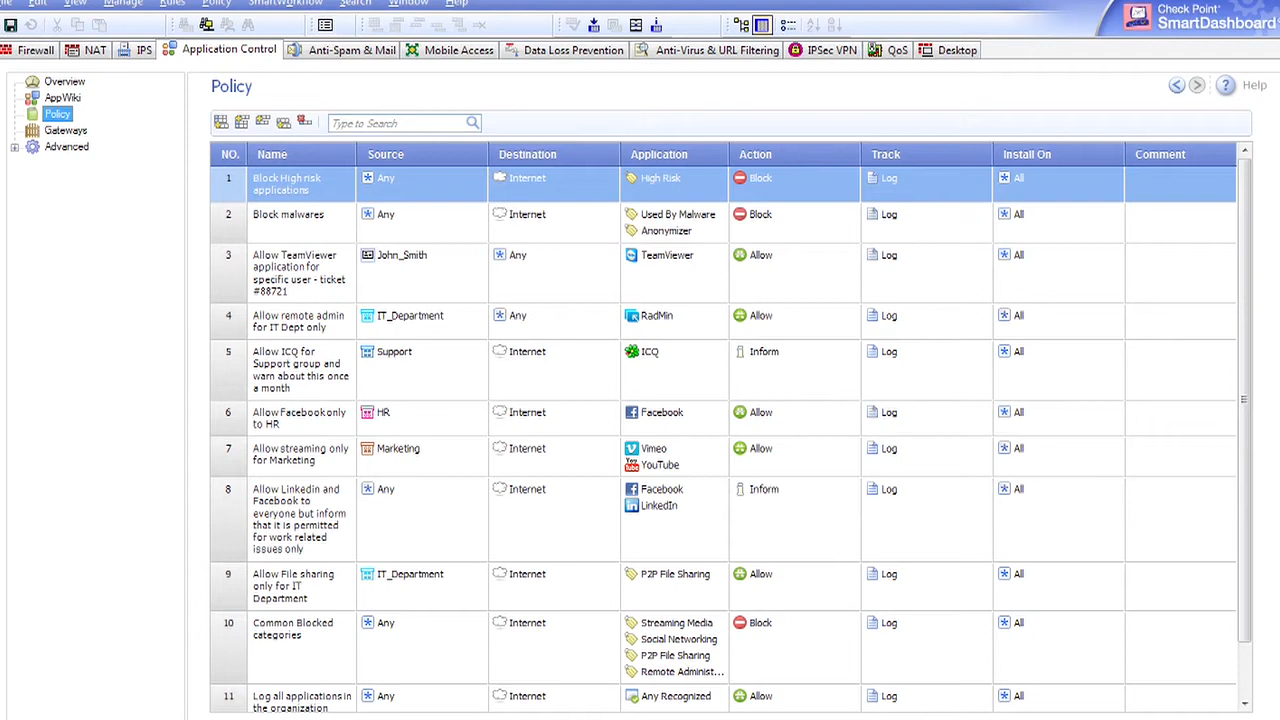 File Edit View Manage Rules Policy SmartWorkflow Search Window Help
Check Point
SmartDashboard
Firewall NAT IPS Application Control Anti-Spam & Mail Mobile Access Data Loss Prevention Anti-Virus & URL Filtering IPSec VPN QoS Desktop
Overview
AppWiki
Policy
Gateways
Advanced
Policy
Help
Type to Search
NO. Name Source Destination Application Action Track Install On Comment
1 Block High risk Any Internet High Risk Block Log All
applications
2 Block malwares Any Internet Used By Malware Block Log All
Anonymizer
3 Allow TeamViewer John_Smith Any TeamViewer Allow Log All
application for
specific user - ticket
#88721
4 Allow remote admin IT_Department Any RadMin Allow Log All
for IT Dept only
5 Allow ICQ for Support Internet ICQ Inform Log All
Support group and
warn about this once
a month
6 Allow Facebook only HR Internet Facebook Allow Log All
to HR
7 Allow streaming only Marketing Internet Vimeo Allow Log All
for Marketing YouTube
8 Allow Linkedin and Any Internet Facebook Inform Log All
Facebook to LinkedIn
everyone but inform
that it is permitted
for work related
issues only
9 Allow File sharing IT_Department Internet P2P File Sharing Allow Log All
only for IT
Department
10 Common Blocked Any Internet Streaming Media Block Log All
categories Social Networking
P2P File Sharing
Remote Administ...
11 Log all applications in Any Internet Any Recognized Allow Log All
the organization